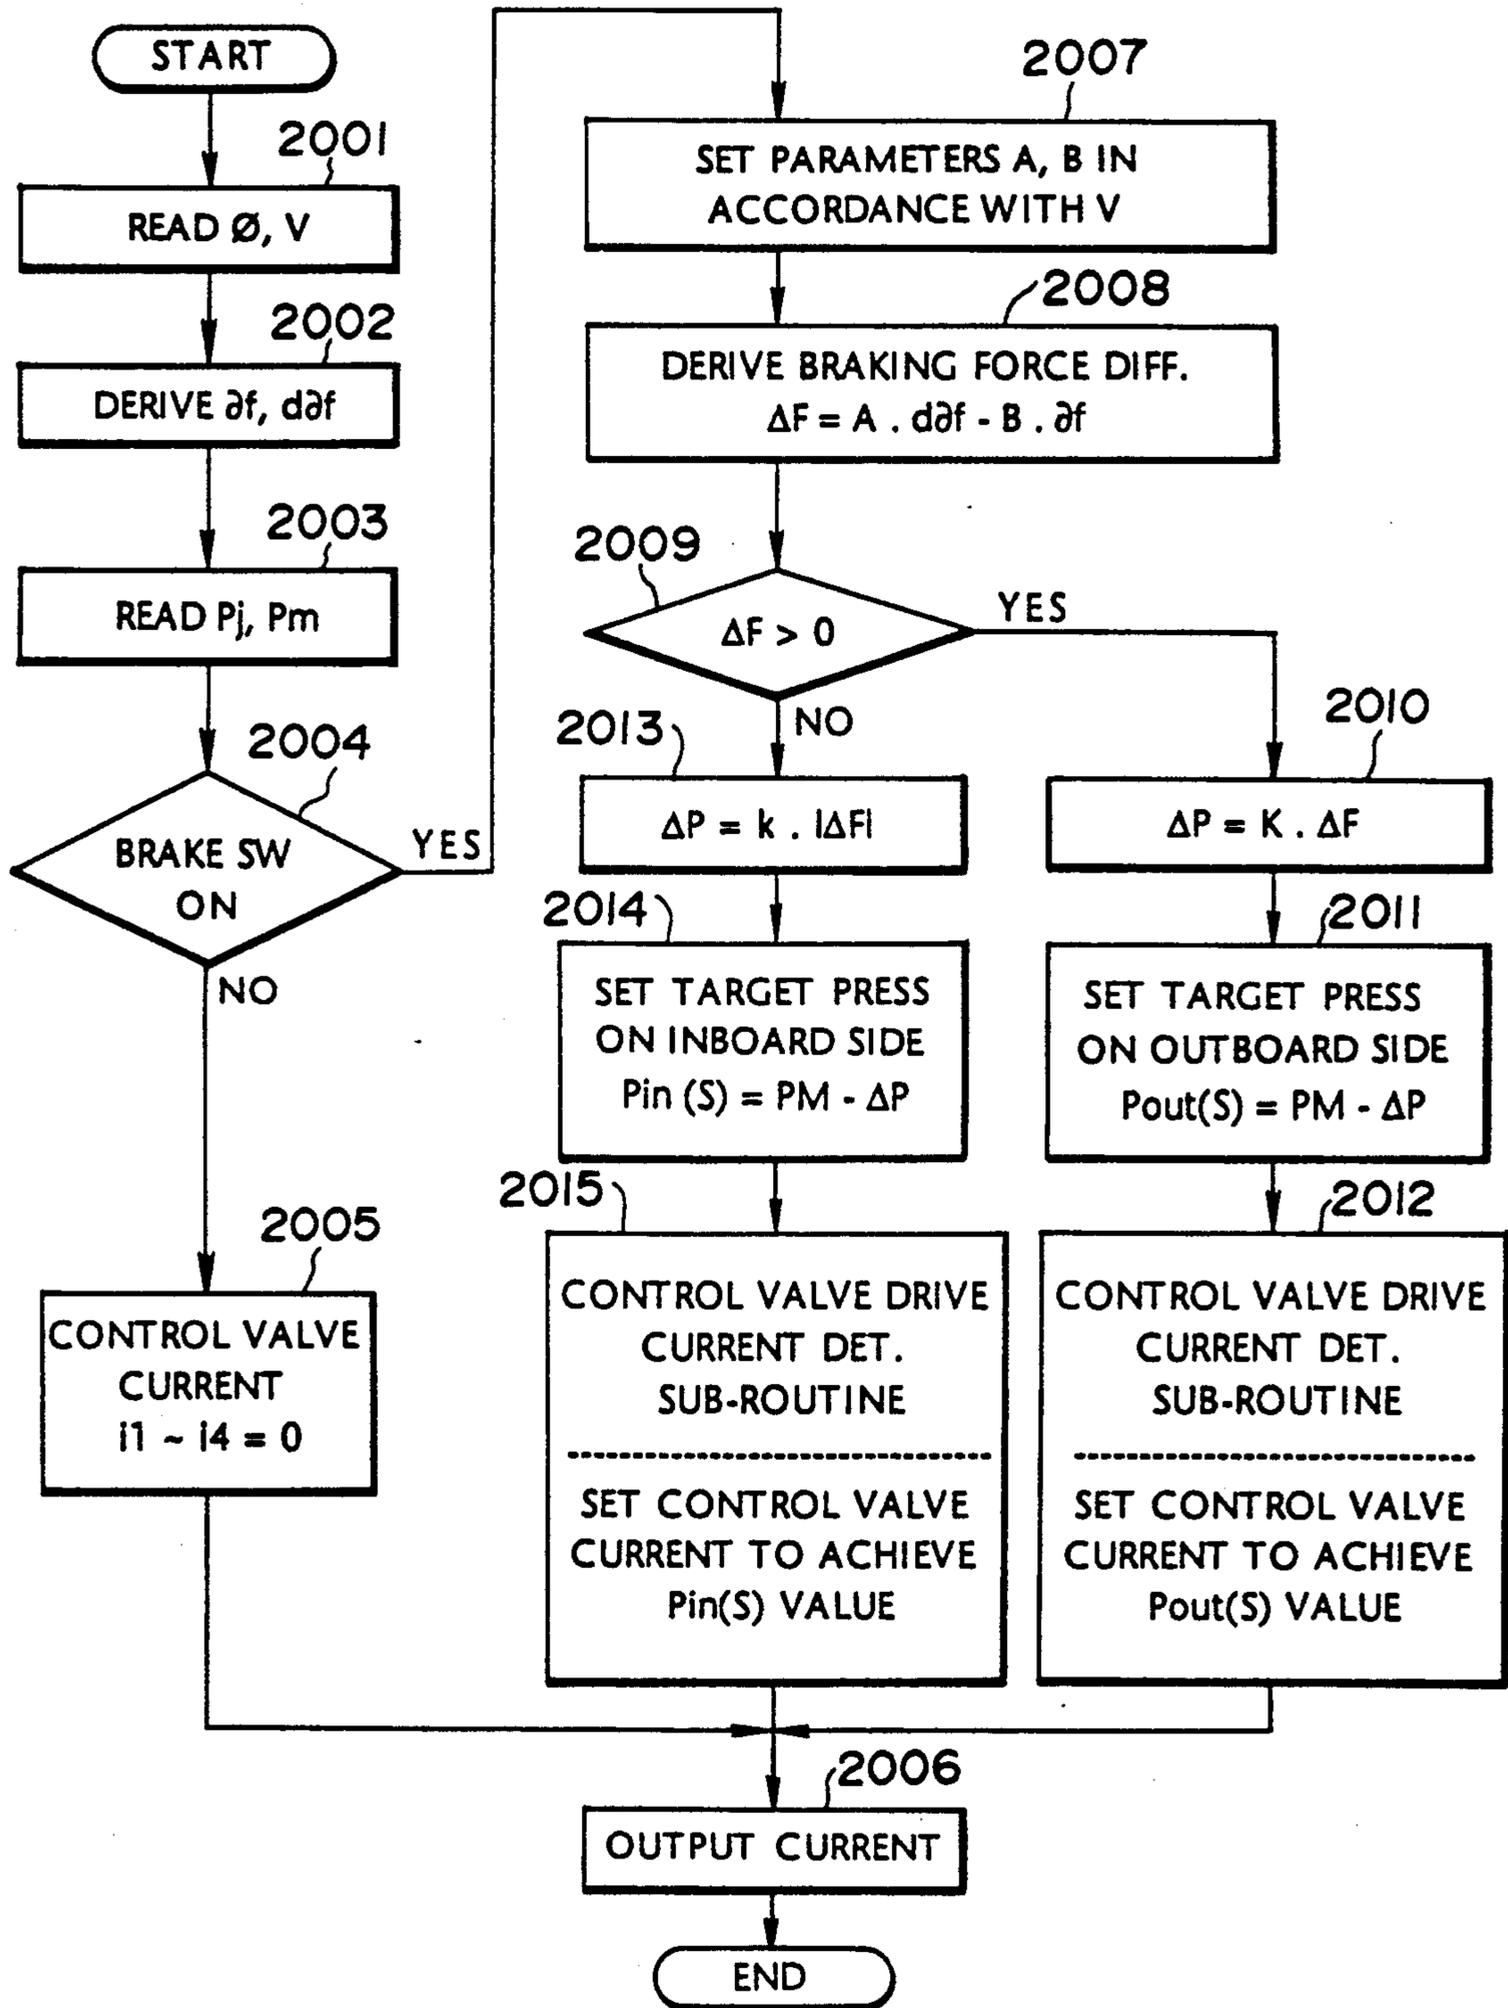 START
2001
READ Ø, V
2002
DERIVE ∂f, d∂f
2003
READ Pj, Pm
2004
BRAKE SW
ON
YES
NO
2005
CONTROL VALVE
CURRENT
i1 ~ i4 = 0
2007
SET PARAMETERS A, B IN
ACCORDANCE WITH V
2008
DERIVE BRAKING FORCE DIFF.
ΔF = A . d∂f - B . ∂f
2009
ΔF > 0
YES
NO
2013
ΔP = k . |ΔF|
2014
SET TARGET PRESS
ON INBOARD SIDE
Pin (S) = PM - ΔP
2015
CONTROL VALVE DRIVE
CURRENT DET.
SUB-ROUTINE
SET CONTROL VALVE
CURRENT TO ACHIEVE
Pin(S) VALUE
2010
ΔP = K . ΔF
2011
SET TARGET PRESS
ON OUTBOARD SIDE
Pout(S) = PM - ΔP
2012
CONTROL VALVE DRIVE
CURRENT DET.
SUB-ROUTINE
SET CONTROL VALVE
CURRENT TO ACHIEVE
Pout(S) VALUE
2006
OUTPUT CURRENT
END